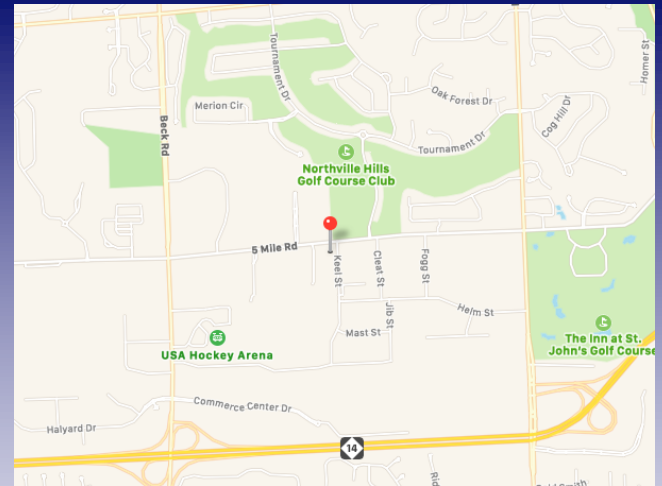 Homer St
Tournament Dr
Oak Forest Dr
Merion Cir
Cog Hill Dr
Beck Rd
Tournament Dr
Northville Hills
Golf Course Club
5 Mile Rd
Keel St
Cleat St
Fogg St
Helm St
Jib St
Mast St
The Inn at St.
John's Golf Course
USA Hockey Arena
Commerce Center Dr
Halyard Dr
14